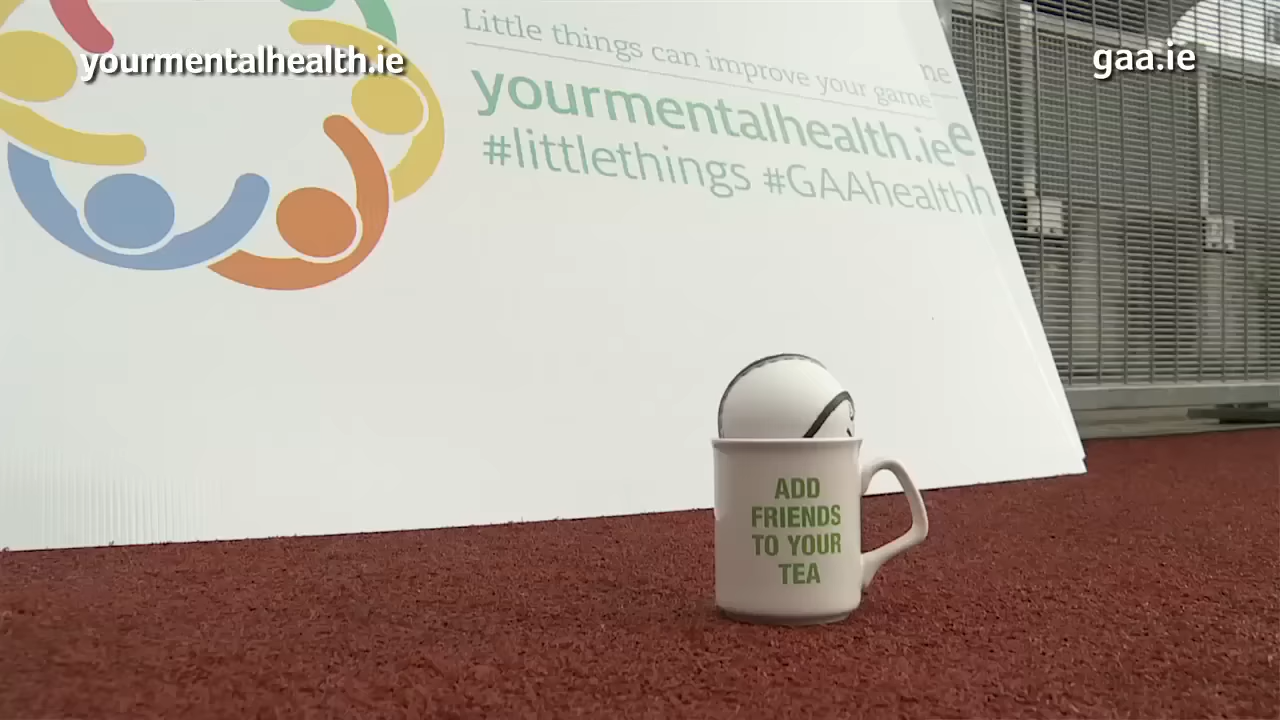 yourmentalhealth.ie
gaa.ie
Little things can improve your game
ne
yourmentalhealth.ie
e
#littlethings #GAAhealth
h
ADD
FRIENDS
TO YOUR
TEA